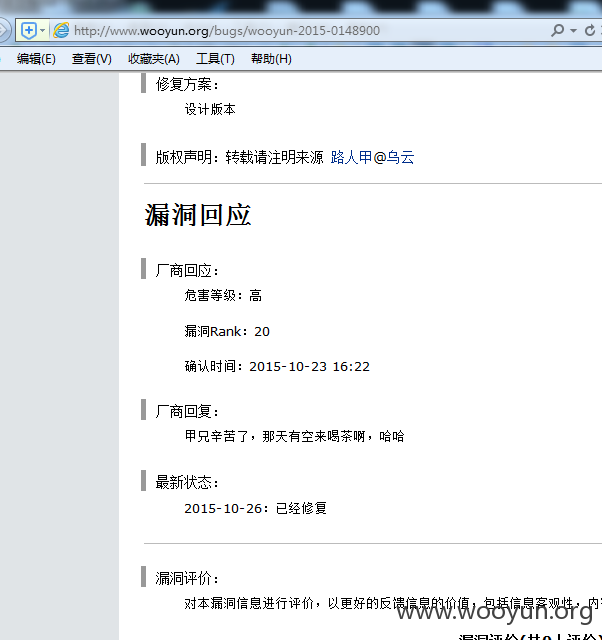 http://www.wooyun.org/bugs/wooyun-2015-0148900
编辑(E) 查看(V) 收藏夹(A) 工具(T) 帮助(H)
修复方案：
设计版本
版权声明：转载请注明来源 路人甲@乌云
漏洞回应
厂商回应：
危害等级：高
漏洞Rank：20
确认时间：2015-10-23 16:22
厂商回复：
甲兄辛苦了，那天有空来喝茶啊，哈哈
最新状态：
2015-10-26：已经修复
漏洞评价：
对本漏洞信息进行评价，以更好的反馈信息的价值，包括信息客观性，内
www.wooyun.org
漏洞评价(共0人评价)